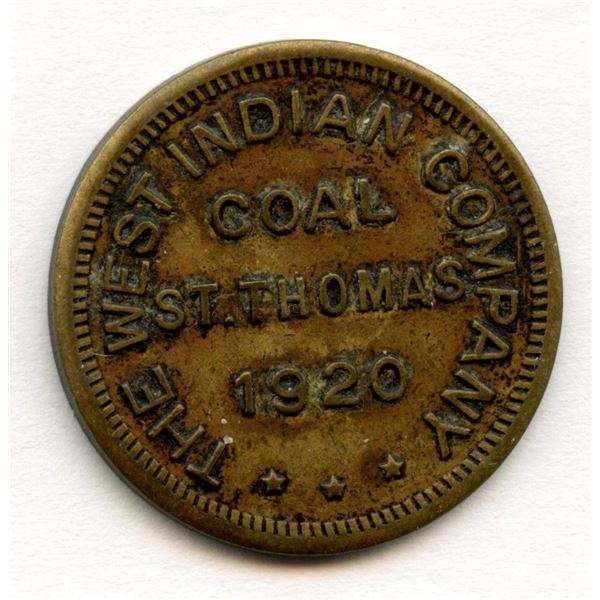 THE WEST INDIAN COMPANY
COAL
ST. THOMAS
1920